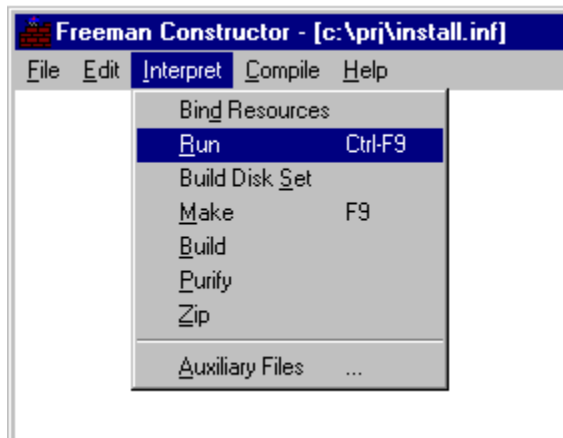 Freeman Constructor - [c:\prj\install.inf]
File Edit Interpret Compile Help
Bind Resources
Run Ctrl-F9
Build Disk Set
Make F9
Build
Purify
Zip
Auxiliary Files ...